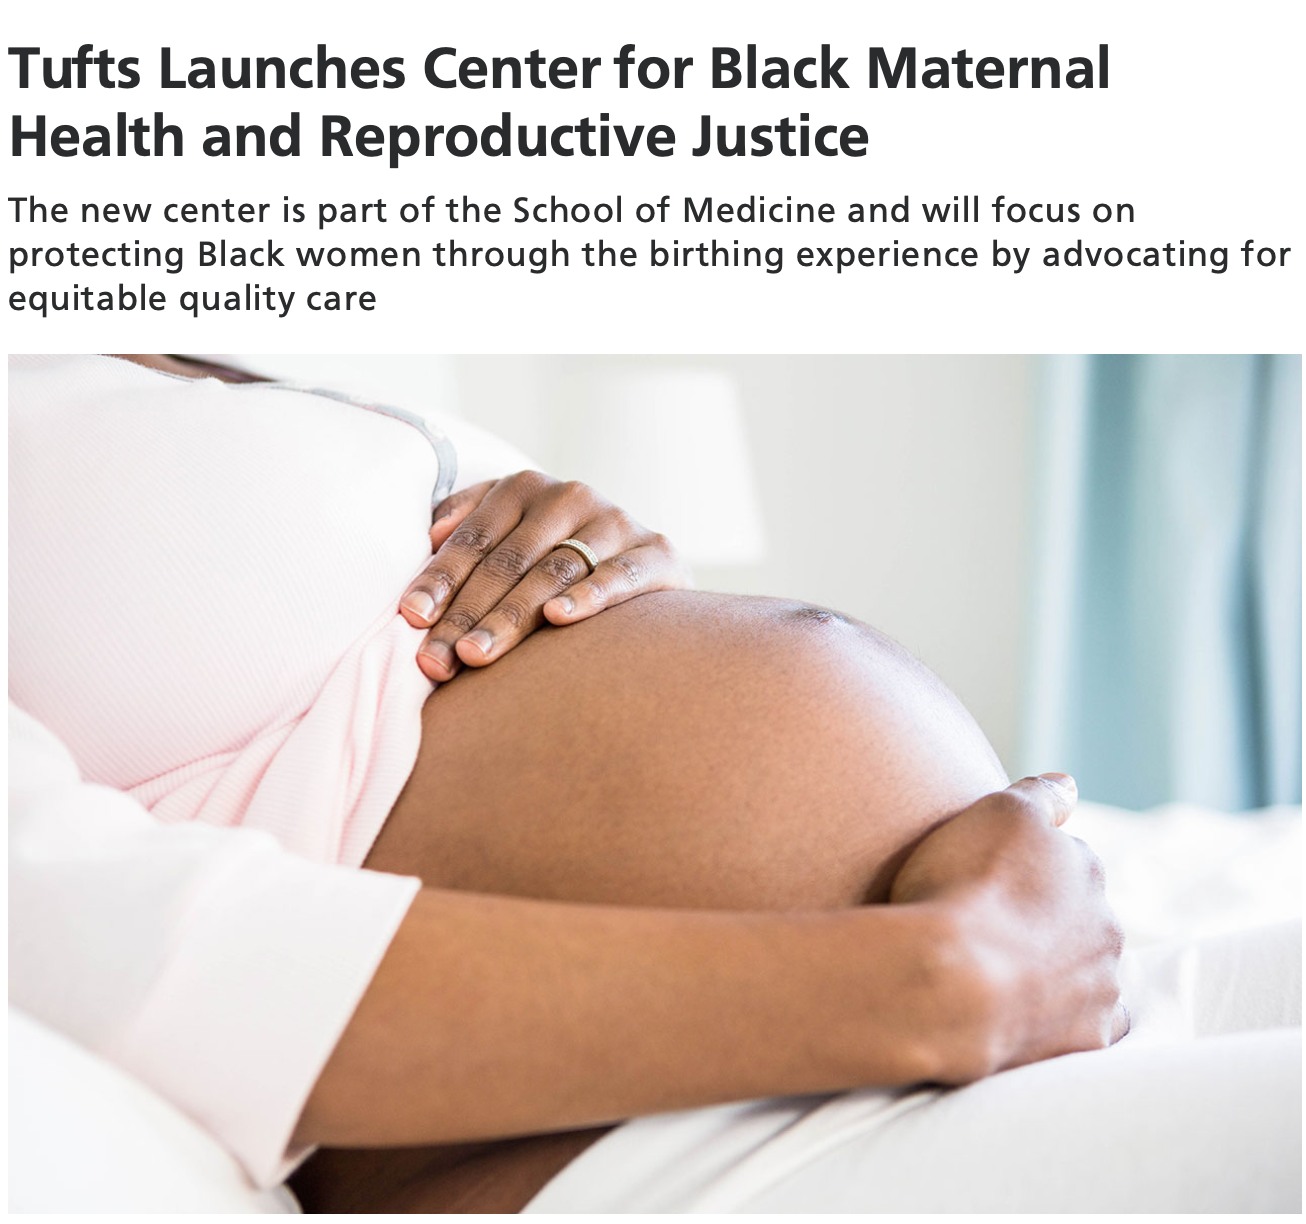 Tufts Launches Center for Black Maternal
Health and Reproductive Justice
The new center is part of the School of Medicine and will focus on
protecting Black women through the birthing experience by advocating for
equitable quality care